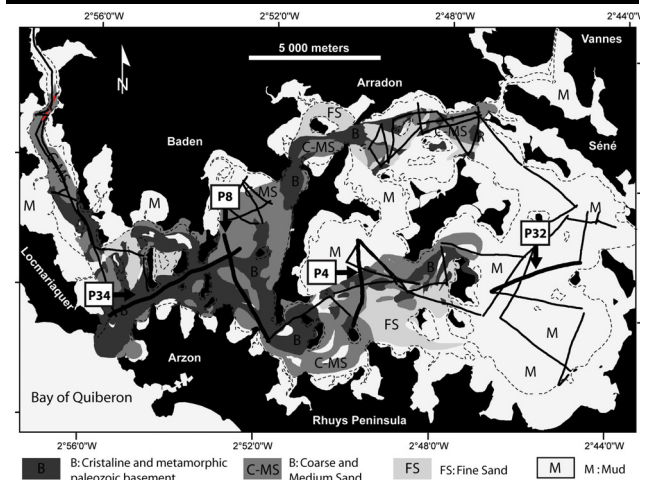 2°56'0"W 2°52'0"W 2°48'0"W 2°44'0"W
Vannes
5 000 meters
N
Arradon
M
FS
C-MS
B
C-MS
Séné
Baden
C-MS
B
M
P8
MS
M
M
M
P32
M
B
M
B
P4
M
Locmariaquer
P34
B
FS
M
B
C-MS
M
Arzon
Bay of Quiberon
Rhuys Peninsula
2°56'0"W 2°52'0"W 2°48'0"W 2°44'0"W
B B: Cristaline and metamorphic paleozoic basement
C-MS B: Coarse and Medium Sand
FS FS: Fine Sand
M M : Mud